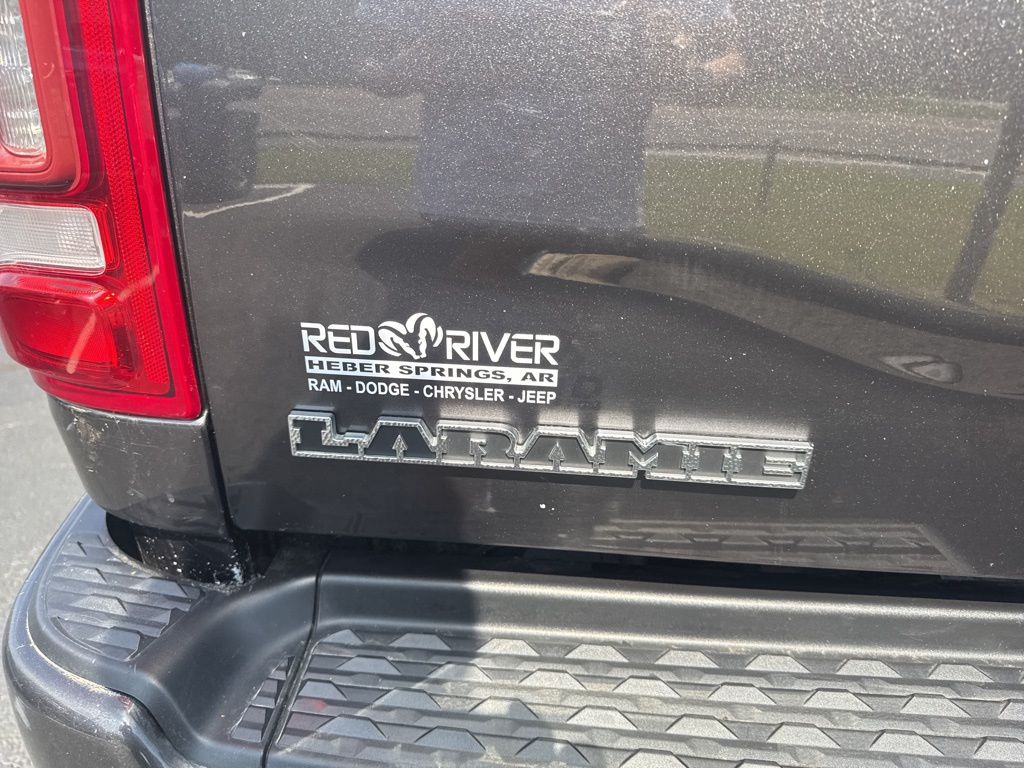 RED RIVER
HEBER SPRINGS, AR
RAM - DODGE - CHRYSLER - JEEP
LARAMIE